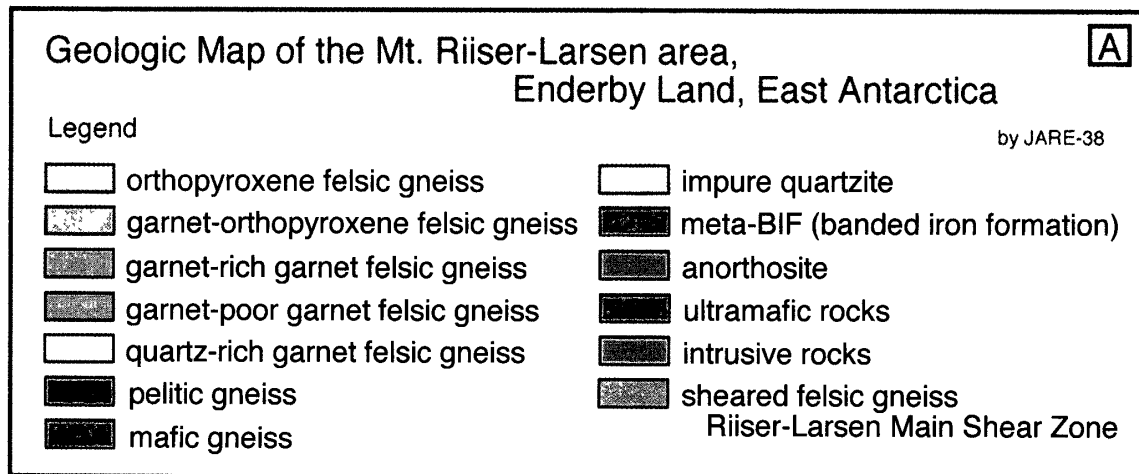 Geologic Map of the Mt. Riiser-Larsen area,
A
Enderby Land, East Antarctica
Legend
by JARE-38
orthopyroxene felsic gneiss
garnet-orthopyroxene felsic gneiss
garnet-rich garnet felsic gneiss
garnet-poor garnet felsic gneiss
quartz-rich garnet felsic gneiss
pelitic gneiss
mafic gneiss
impure quartzite
meta-BIF (banded iron formation)
anorthosite
ultramafic rocks
intrusive rocks
sheared felsic gneiss
Riiser-Larsen Main Shear Zone